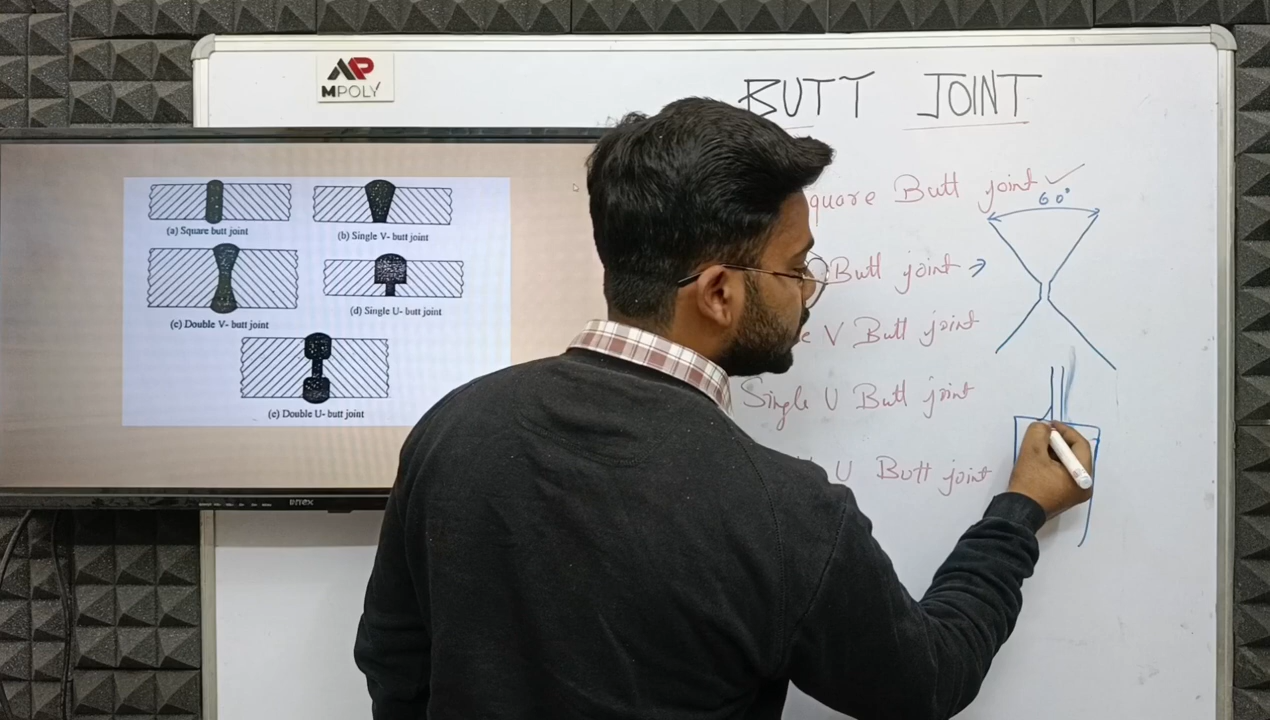 MPOLY
(a) Square butt joint
(b) Single V- butt joint
(c) Double V- butt joint
(d) Single U- butt joint
(e) Double U- butt joint
BUTT JOINT
quare Butt joint ✓
60°
Butt joint →
V Butt joint
Single U Butt joint
U Butt joint